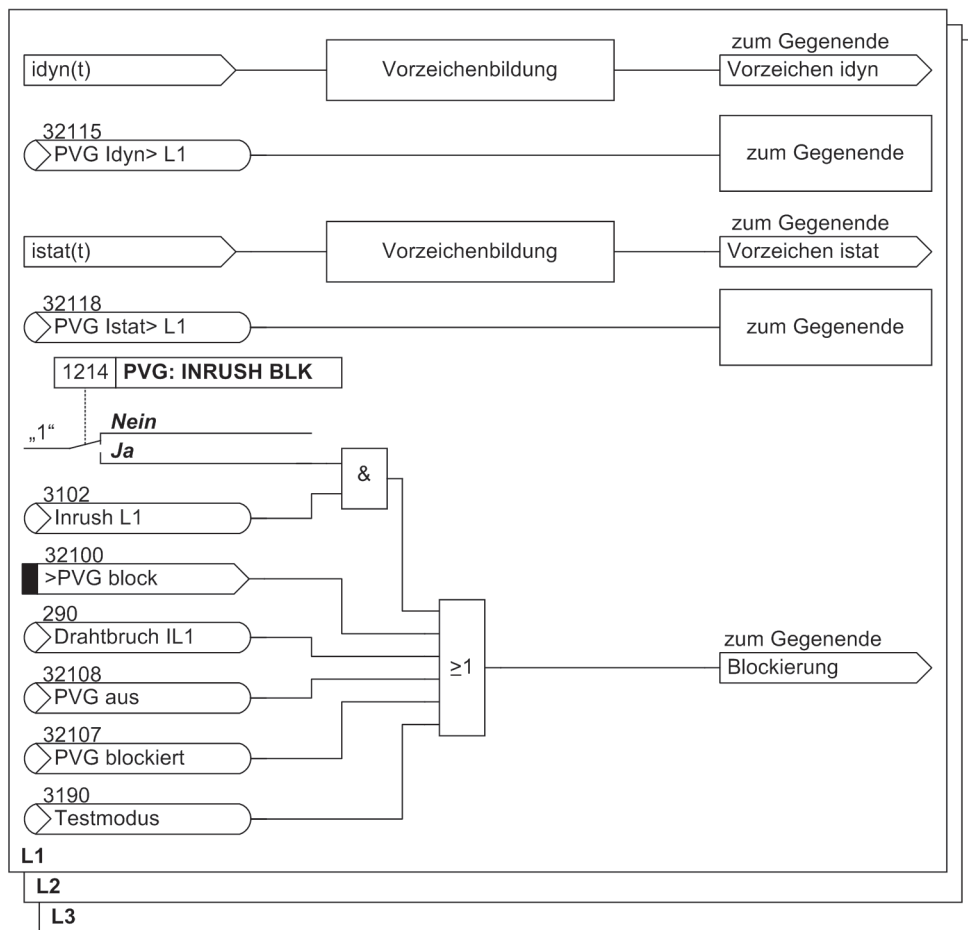 zum Gegenende
idyn(t)
Vorzeichenbildung
Vorzeichen idyn
32115
PVG Idyn> L1
zum Gegenende
zum Gegenende
istat(t)
Vorzeichenbildung
Vorzeichen istat
32118
PVG Istat> L1
zum Gegenende
1214 PVG: INRUSH BLK
„1“
Nein
Ja
&
3102
Inrush L1
32100
>PVG block
290
Drahtbruch IL1
zum Gegenende
≥1
Blockierung
32108
PVG aus
32107
PVG blockiert
3190
Testmodus
L1
L2
L3